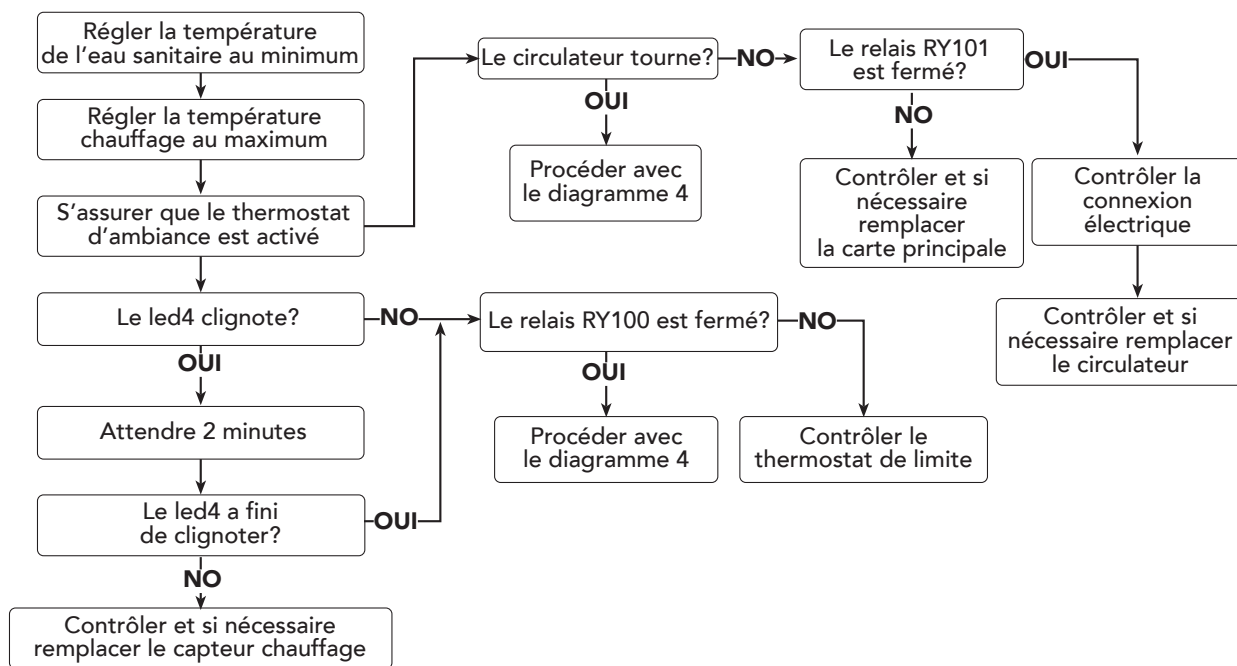 Régler la température
de l'eau sanitaire au minimum
Régler la température
chauffage au maximum
S'assurer que le thermostat
d'ambiance est activé
Le circulateur tourne?
NO
Le relais RY101
est fermé?
OUI
OUI
NO
Procéder avec
le diagramme 4
Contrôler et si
nécessaire
remplacer
la carte principale
Contrôler la
connexion
électrique
Contrôler et si
nécessaire remplacer
le circulateur
Le led4 clignote?
NO
Le relais RY100 est fermé?
NO
OUI
OUI
Attendre 2 minutes
Procéder avec
le diagramme 4
Contrôler le
thermostat de limite
Le led4 a fini
de clignoter?
OUI
NO
Contrôler et si nécessaire
remplacer le capteur chauffage